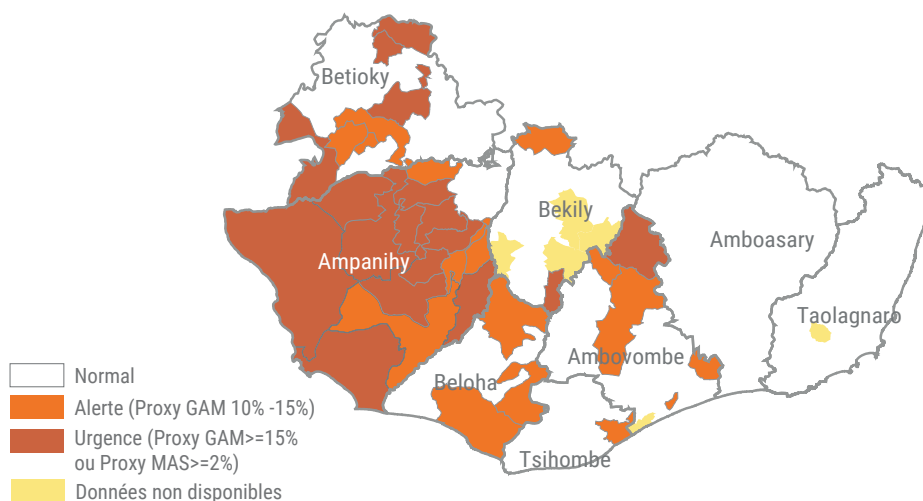 Betioky
Bekily
Amboasary
Ampanihy
Taolagnaro
Ambovombe
Beloha
Tsihombe
Normal
Alerte (Proxy GAM 10% -15%)
Urgence (Proxy GAM>=15%
ou Proxy MAS>=2%)
Données non disponibles